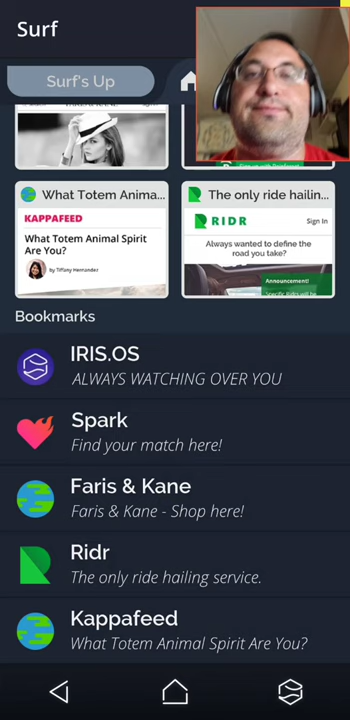 Surf
Surf's Up
What Totem Anima...
The only ride hailin...
KAPPAFEED
What Totem Animal Spirit
Are You?
by Tiffany Hernandez
RIDR
Sign In
Always wanted to define the
road you take?
Announcement!
Bookmarks
IRIS.OS
ALWAYS WATCHING OVER YOU
Spark
Find your match here!
Faris & Kane
Faris & Kane - Shop here!
Ridr
The only ride hailing service.
Kappafeed
What Totem Animal Spirit Are You?